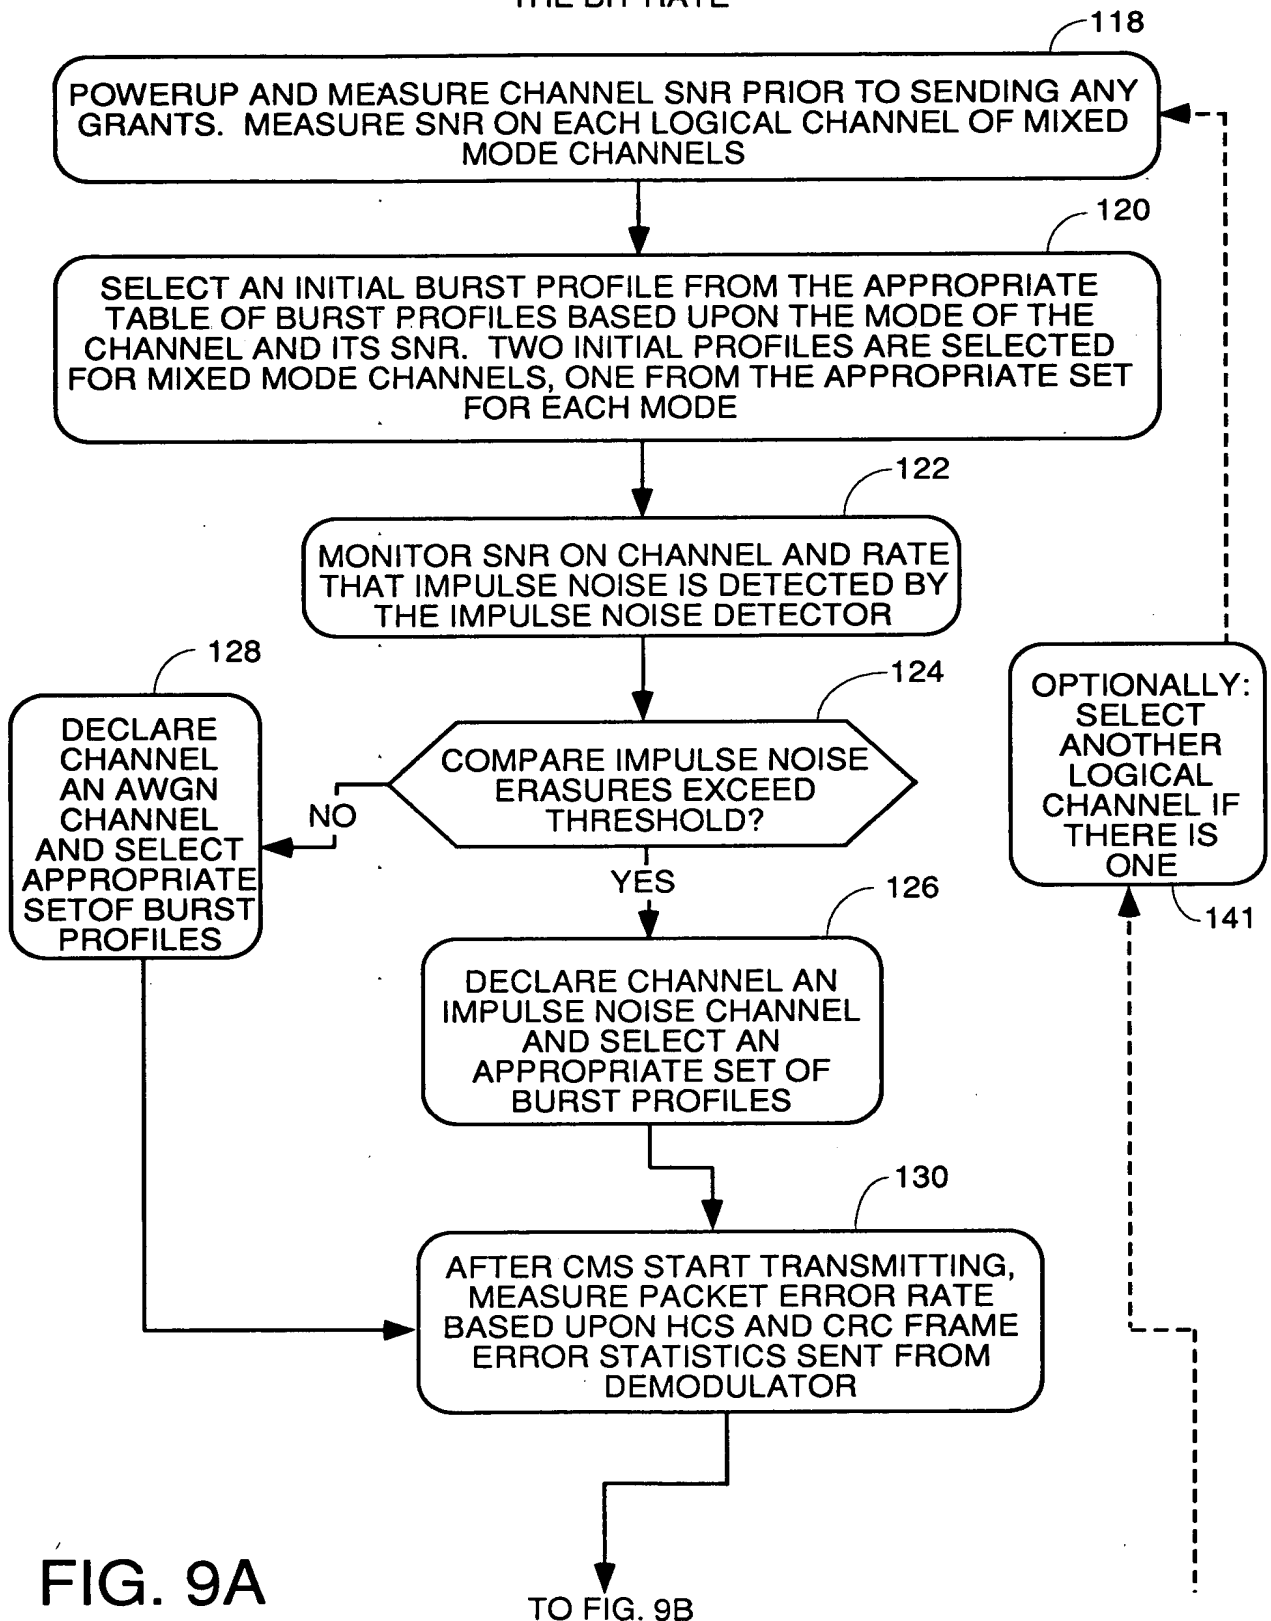 THE BIT RATE
118
POWERUP AND MEASURE CHANNEL SNR PRIOR TO SENDING ANY
GRANTS. MEASURE SNR ON EACH LOGICAL CHANNEL OF MIXED
MODE CHANNELS
120
SELECT AN INITIAL BURST PROFILE FROM THE APPROPRIATE
TABLE OF BURST PROFILES BASED UPON THE MODE OF THE
CHANNEL AND ITS SNR. TWO INITIAL PROFILES ARE SELECTED
FOR MIXED MODE CHANNELS, ONE FROM THE APPROPRIATE SET
FOR EACH MODE
122
MONITOR SNR ON CHANNEL AND RATE
THAT IMPULSE NOISE IS DETECTED BY
THE IMPULSE NOISE DETECTOR
124
COMPARE IMPULSE NOISE
ERASURES EXCEED
THRESHOLD?
NO
YES
128
DECLARE
CHANNEL
AN AWGN
CHANNEL
AND SELECT
APPROPRIATE
SETOF BURST
PROFILES
OPTIONALLY:
SELECT
ANOTHER
LOGICAL
CHANNEL IF
THERE IS
ONE
141
126
DECLARE CHANNEL AN
IMPULSE NOISE CHANNEL
AND SELECT AN
APPROPRIATE SET OF
BURST PROFILES
130
AFTER CMS START TRANSMITTING,
MEASURE PACKET ERROR RATE
BASED UPON HCS AND CRC FRAME
ERROR STATISTICS SENT FROM
DEMODULATOR
FIG. 9A
TO FIG. 9B